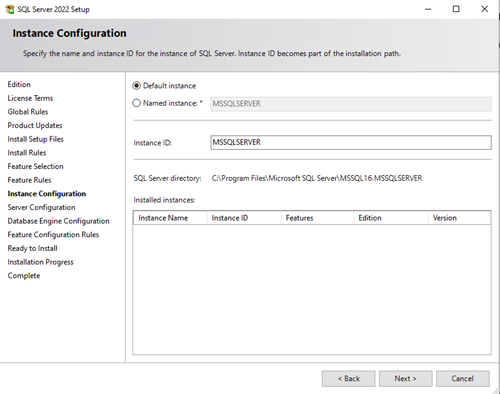 SQL Server 2022 Setup
Instance Configuration
Specify the name and instance ID for the instance of SQL Server. Instance ID becomes part of the installation path.
Edition
License Terms
Global Rules
Product Updates
Install Setup Files
Install Rules
Feature Selection
Feature Rules
Instance Configuration
Server Configuration
Database Engine Configuration
Feature Configuration Rules
Ready to Install
Installation Progress
Complete
Default instance
Named instance: * MSSQLSERVER
Instance ID: MSSQLSERVER
SQL Server directory: C:\Program Files\Microsoft SQL Server\MSSQL16.MSSQLSERVER
Installed instances:
Instance Name Instance ID Features Edition Version
< Back Next > Cancel